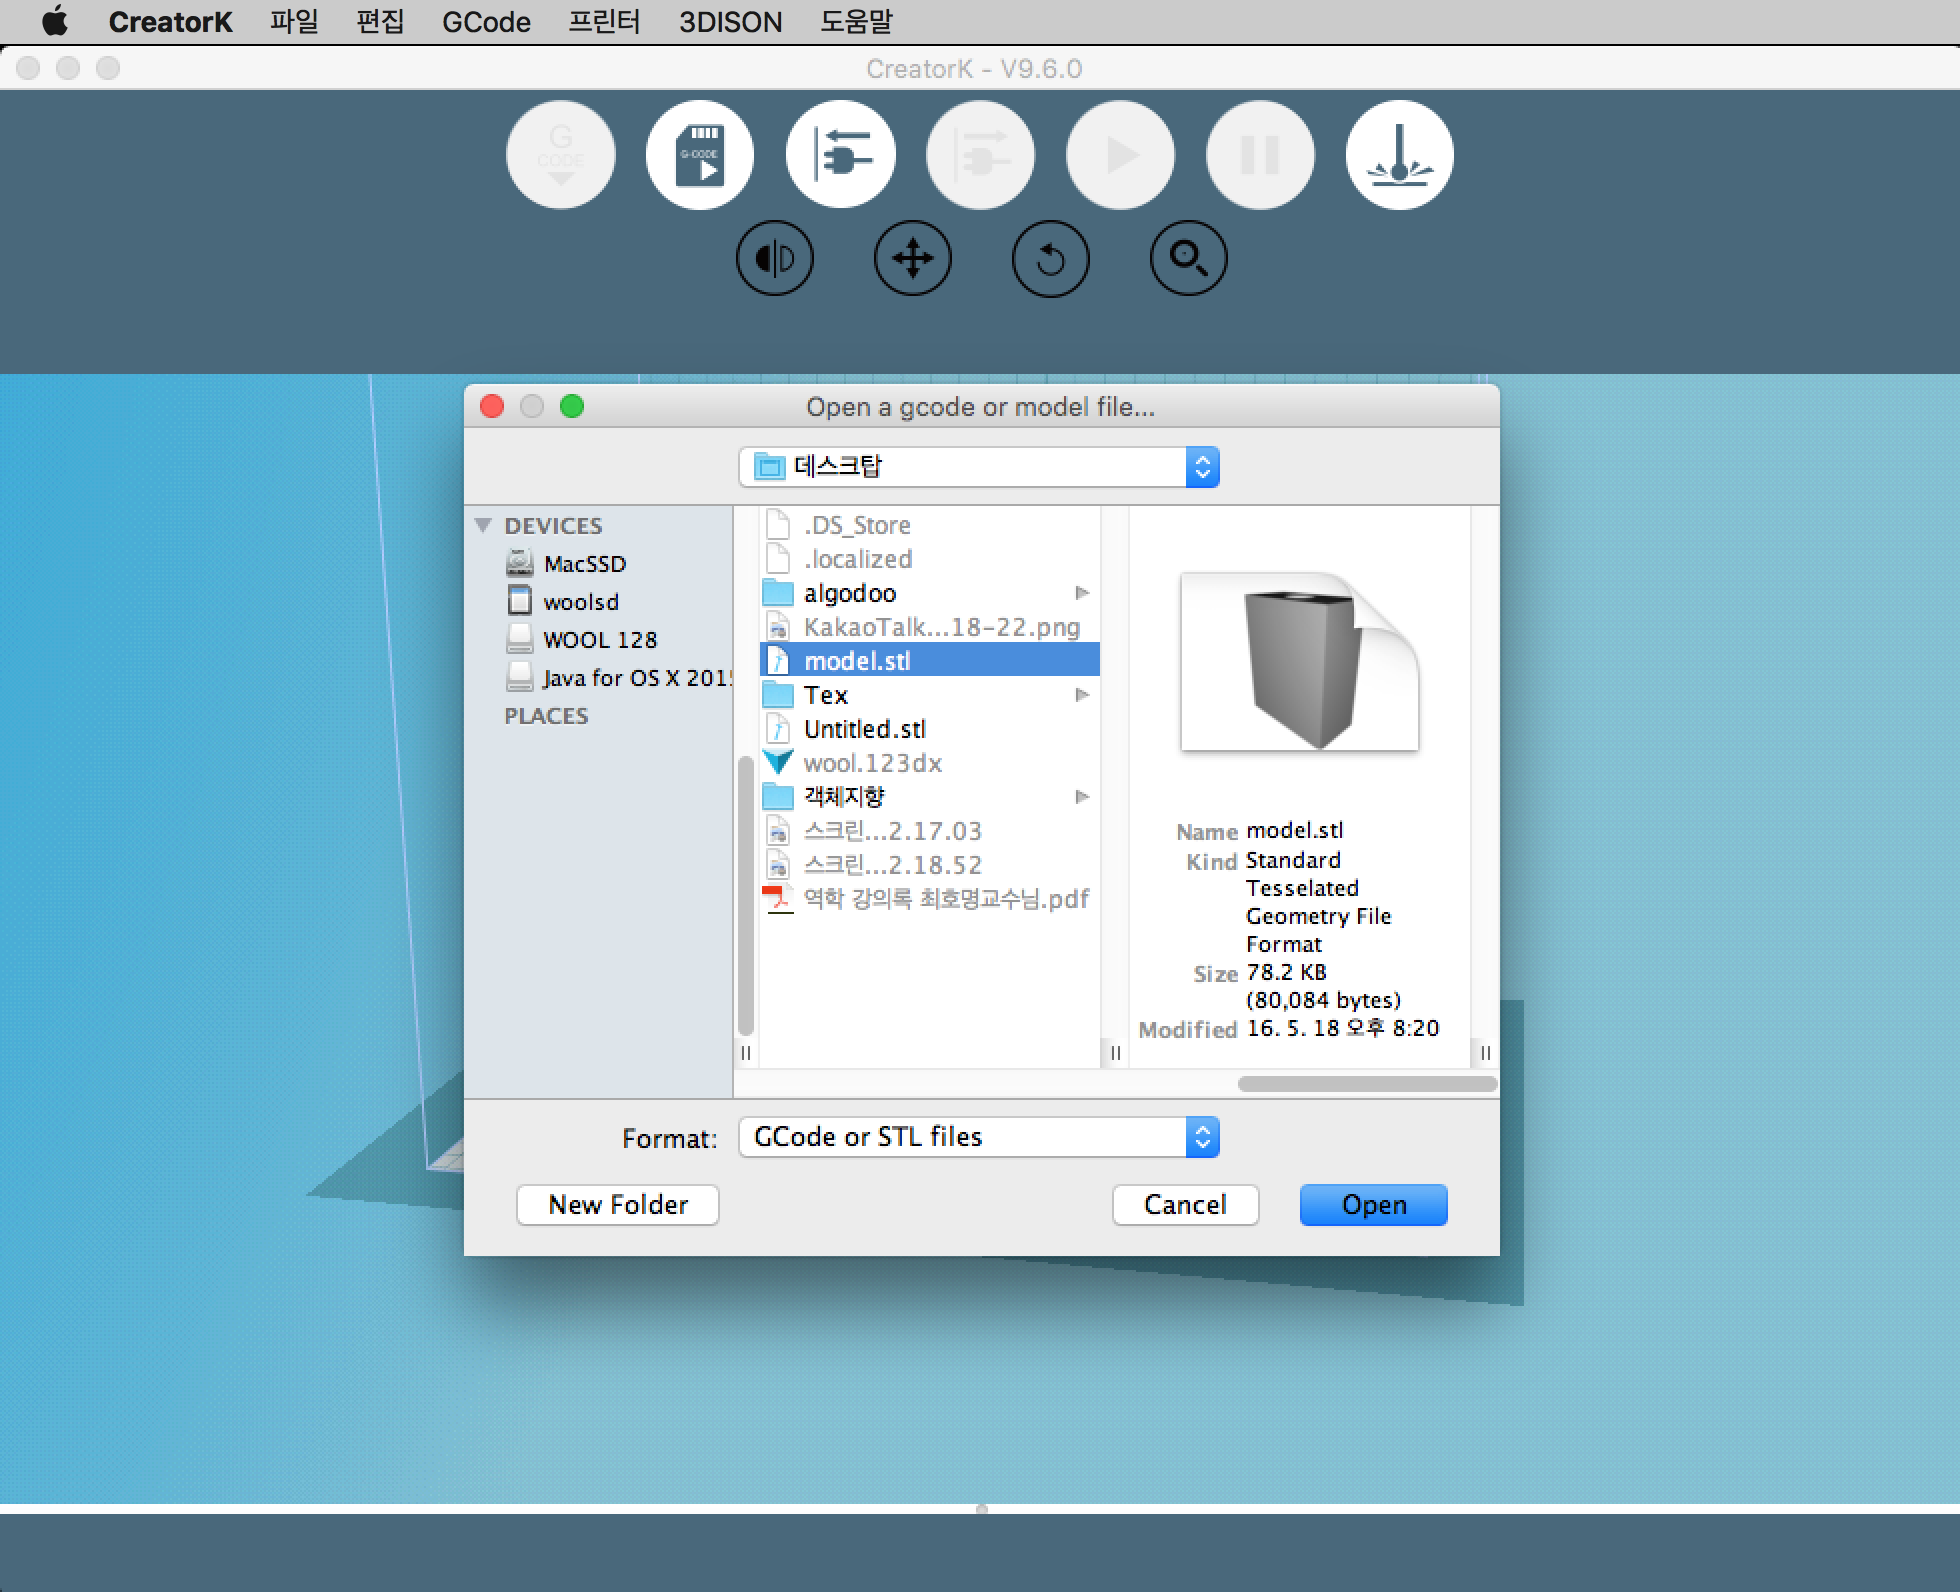 CreatorK 파일 편집 GCode 프린터 3DISON 도움말
CreatorK - V9.6.0
G
CODE
G-CODE
Open a gcode or model file...
데스크탑
DEVICES
MacSSD
woolsd
WOOL 128
Java for OS X 201
PLACES
.DS_Store
.localized
algodoo
KakaoTalk...18-22.png
model.stl
Tex
Untitled.stl
wool.123dx
객체지향
스크린...2.17.03
스크린...2.18.52
역학 강의록 최호명교수님.pdf
Name model.stl
Kind Standard
Tesselated
Geometry File
Format
Size 78.2 KB
(80,084 bytes)
Modified 16. 5. 18 오후 8:20
Format: GCode or STL files
New Folder Cancel Open